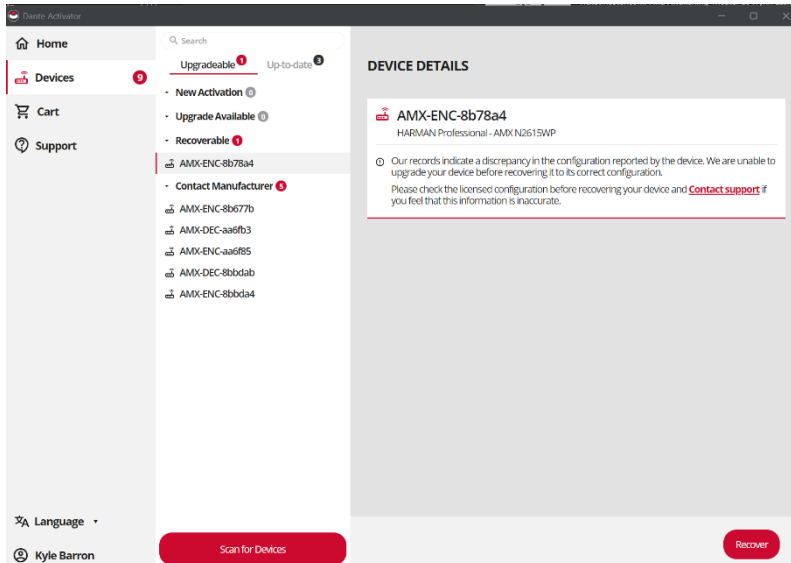 Dante Activator
Home
Devices 9
Cart
Support
Language
Kyle Barron
Search
Upgradeable 1 Up-to-date 3
New Activation 0
Upgrade Available 0
Recoverable 1
AMX-ENC-8b78a4
Contact Manufacturer 5
AMX-ENC-8b677b
AMX-DEC-aa6fb3
AMX-ENC-aa6f85
AMX-DEC-8bbdab
AMX-ENC-8bbda4
Scan for Devices
DEVICE DETAILS
AMX-ENC-8b78a4
HARMAN Professional - AMX N2615WP
Our records indicate a discrepancy in the configuration reported by the device. We are unable to
upgrade your device before recovering it to its correct configuration.
Please check the licensed configuration before recovering your device and Contact support if
you feel that this information is inaccurate.
Recover